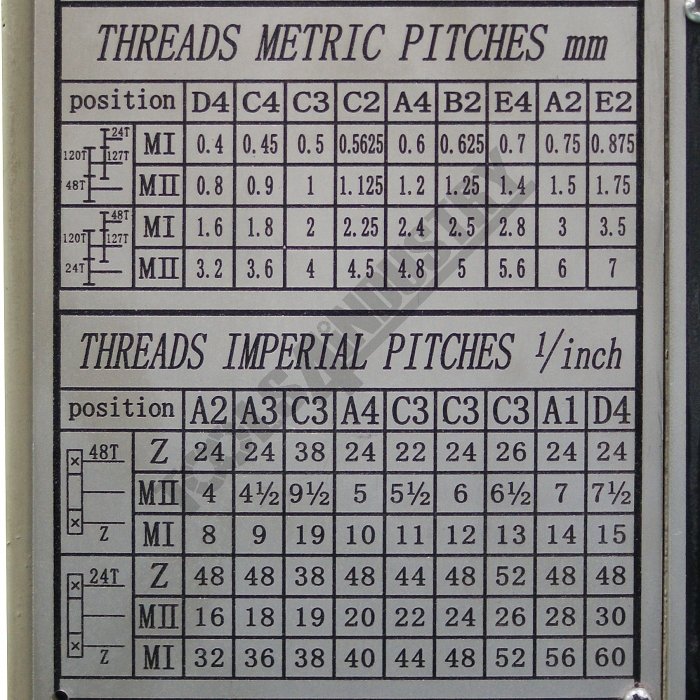 THREADS METRIC PITCHES mm
position D4 C4 C3 C2 A4 B2 E4 A2 E2
24T 120T 127T 48T MI 0.4 0.45 0.5 0.5625 0.6 0.625 0.7 0.75 0.875
MII 0.8 0.9 1 1.125 1.2 1.25 1.4 1.5 1.75
48T 120T 127T 24T MI 1.6 1.8 2 2.25 2.4 2.5 2.8 3 3.5
MII 3.2 3.6 4 4.5 4.8 5 5.6 6 7
THREADS IMPERIAL PITCHES 1/inch
position A2 A3 C3 A4 C3 C3 C3 A1 D4
48T Z 24 24 38 24 22 24 26 24 24
MII 4 4½ 9½ 5 5½ 6 6½ 7 7½
Z MI 8 9 19 10 11 12 13 14 15
24T Z 48 48 38 48 44 48 52 48 48
MII 16 18 19 20 22 24 26 28 30
Z MI 32 36 38 40 44 48 52 56 60